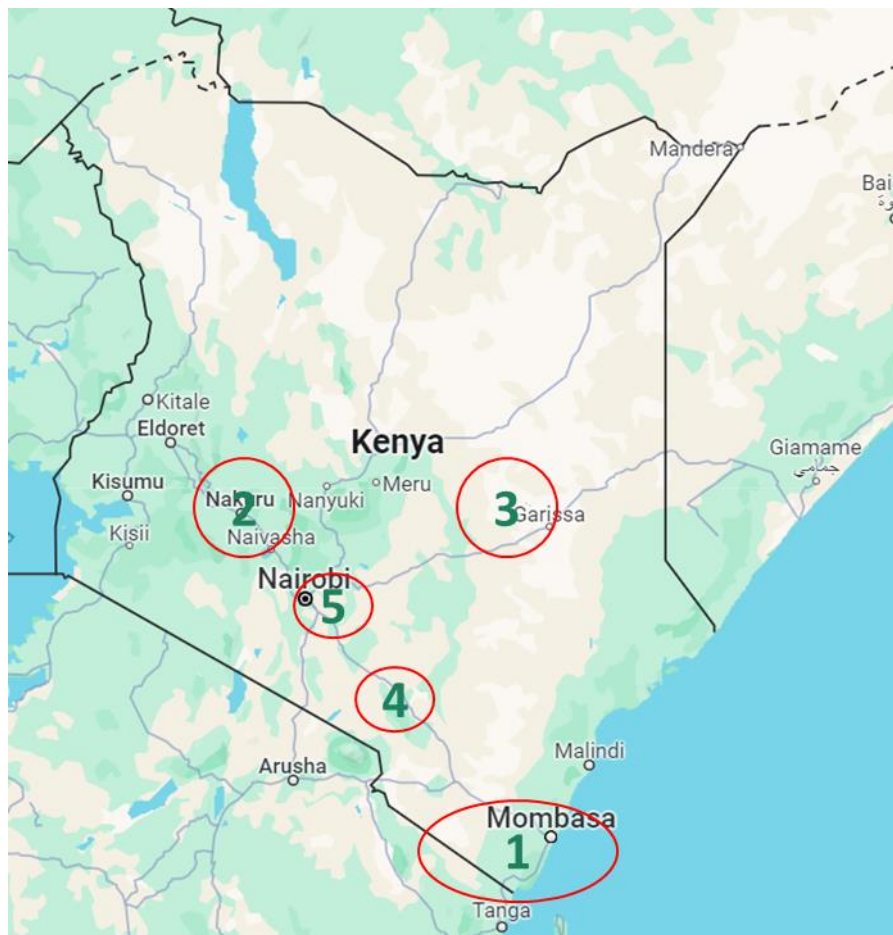 Mandera
Bai
Kitale
Eldoret
Kenya
Giamame
جمامي
Kisumu
Nakuru
2
Nanyuki
Meru
3
Garissa
Kisii
Naivasha
Nairobi
5
4
Malindi
Arusha
Mombasa
1
Tanga